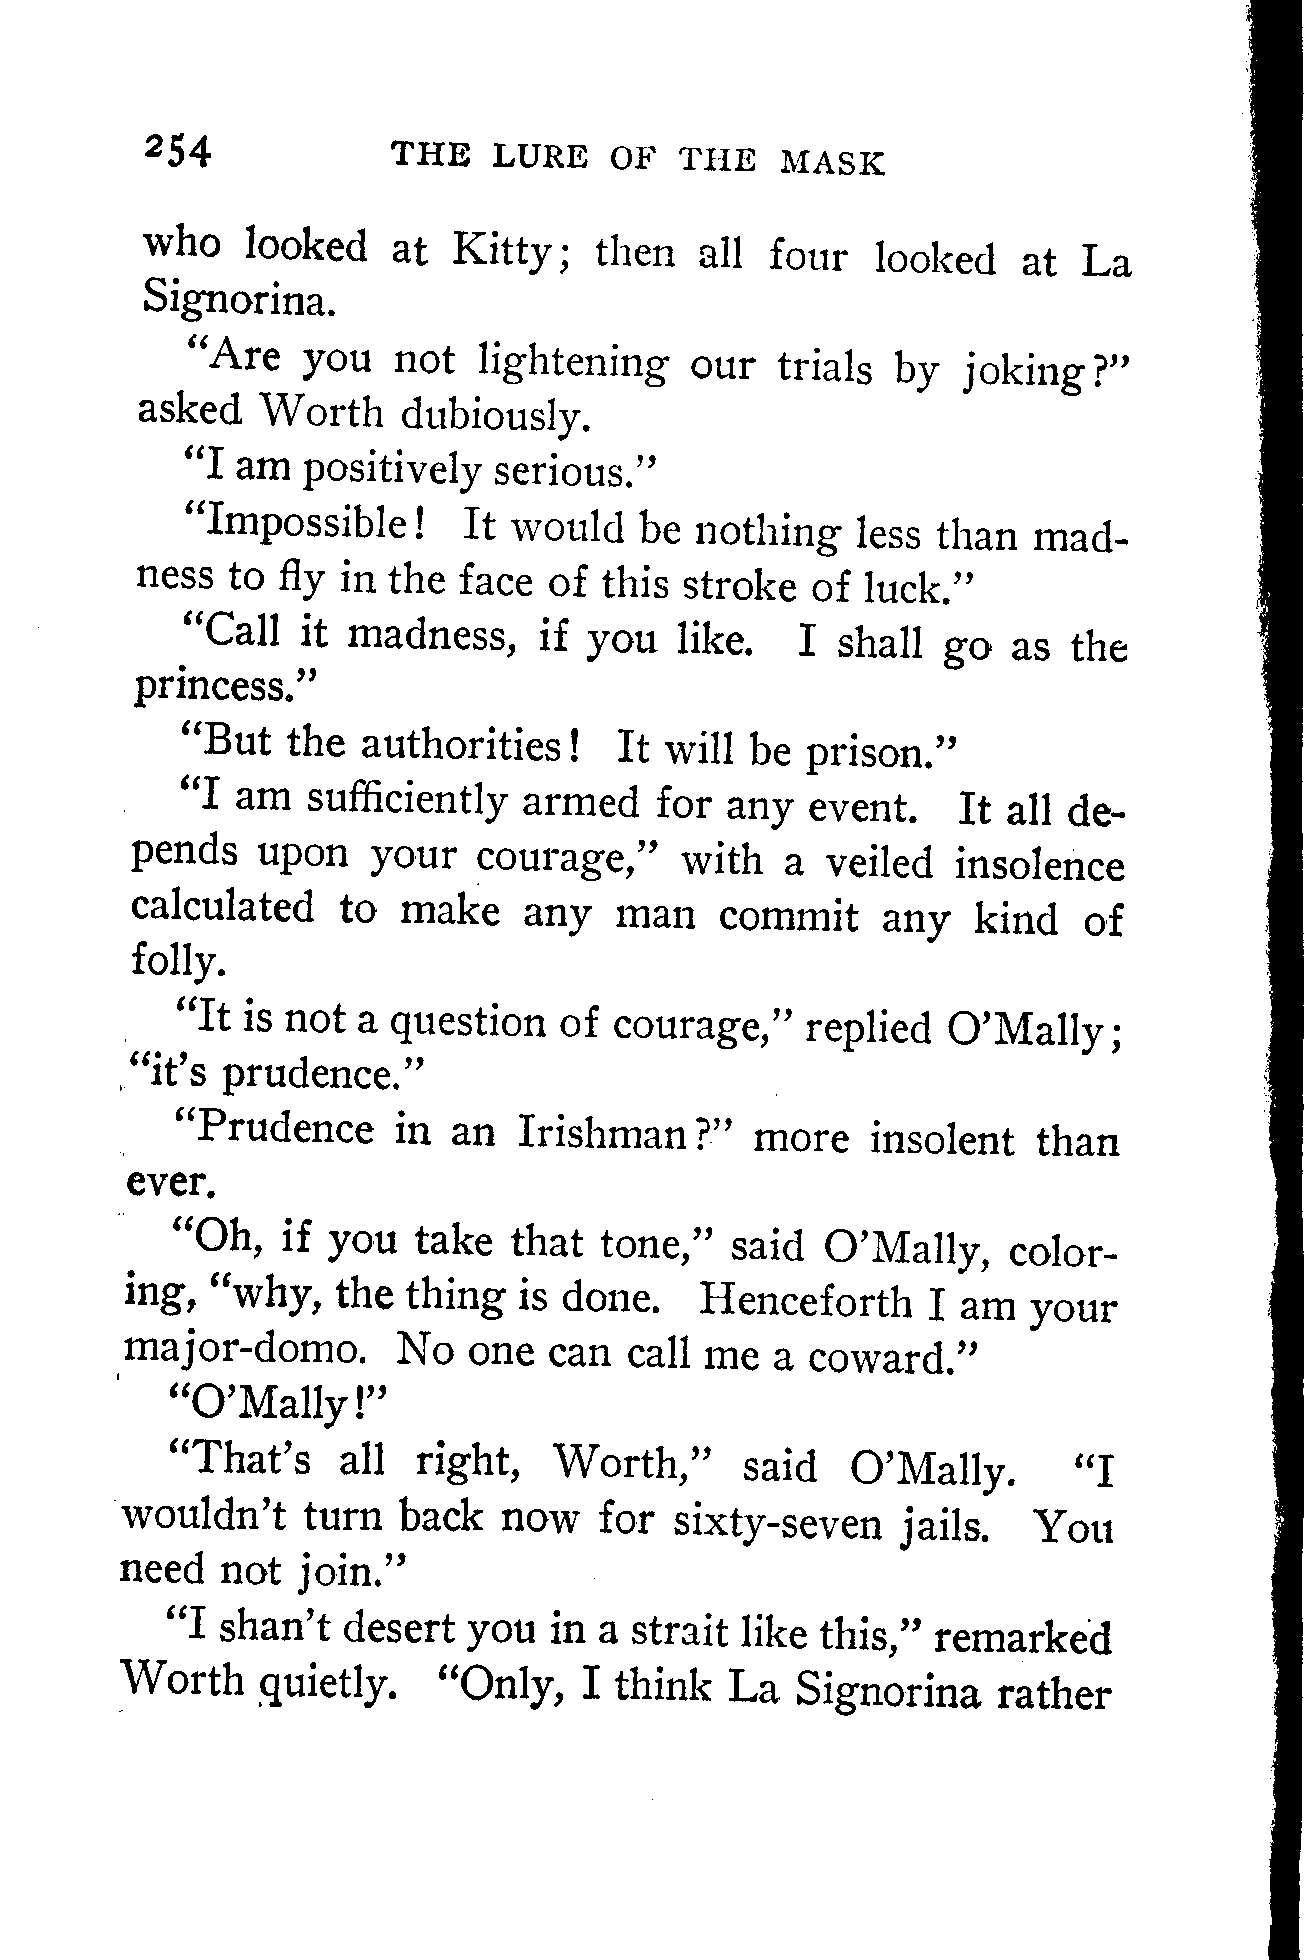 254 THE LURE OF THE MASK
who looked at Kitty; then all four looked at La
Signorina.
"Are you not lightening our trials by joking?"
asked Worth dubiously.
"I am positively serious."
"Impossible! It would be nothing less than mad-
ness to fly in the face of this stroke of luck."
"Call it madness, if you like. I shall go as the
princess."
"But the authorities! It will be prison."
"I am sufficiently armed for any event. It all de-
pends upon your courage," with a veiled insolence
calculated to make any man commit any kind of
folly.
"It is not a question of courage," replied O'Mally;
"it's prudence."
"Prudence in an Irishman?" more insolent than
ever.
"Oh, if you take that tone," said O'Mally, color-
ing, "why, the thing is done. Henceforth I am your
major-domo. No one can call me a coward."
"O'Mally!"
"That's all right, Worth," said O'Mally. "I
wouldn't turn back now for sixty-seven jails. You
need not join."
"I shan't desert you in a strait like this," remarked
Worth quietly. "Only, I think La Signorina rather